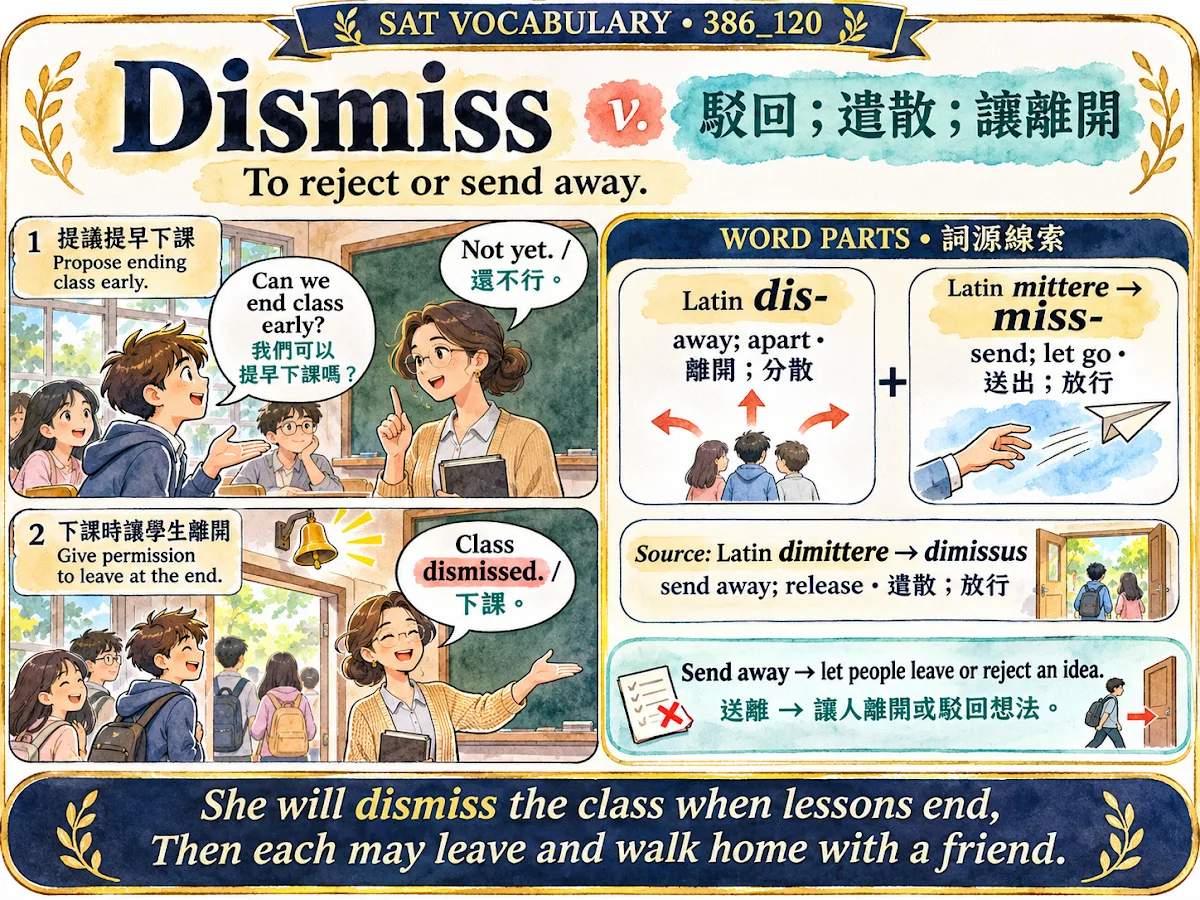 SAT VOCABULARY • 386_120
Dismiss
v.
駁回；遣散；讓離開
To reject or send away.
1 提議提早下課
Propose ending
class early.
Can we
end class
early?
我們可以
提早下課嗎？
Not yet. /
還不行。
2 下課時讓學生離開
Give permission
to leave at the end.
Class
dismissed. /
下課。
WORD PARTS • 詞源線索
Latin dis-
away; apart •
離開；分散
+
Latin mittere →
miss-
send; let go •
送出；放行
Source: Latin dimittere → dimissus
send away; release • 遣散；放行
Send away → let people leave or reject an idea.
送離 → 讓人離開或駁回想法。
She will dismiss the class when lessons end,
Then each may leave and walk home with a friend.